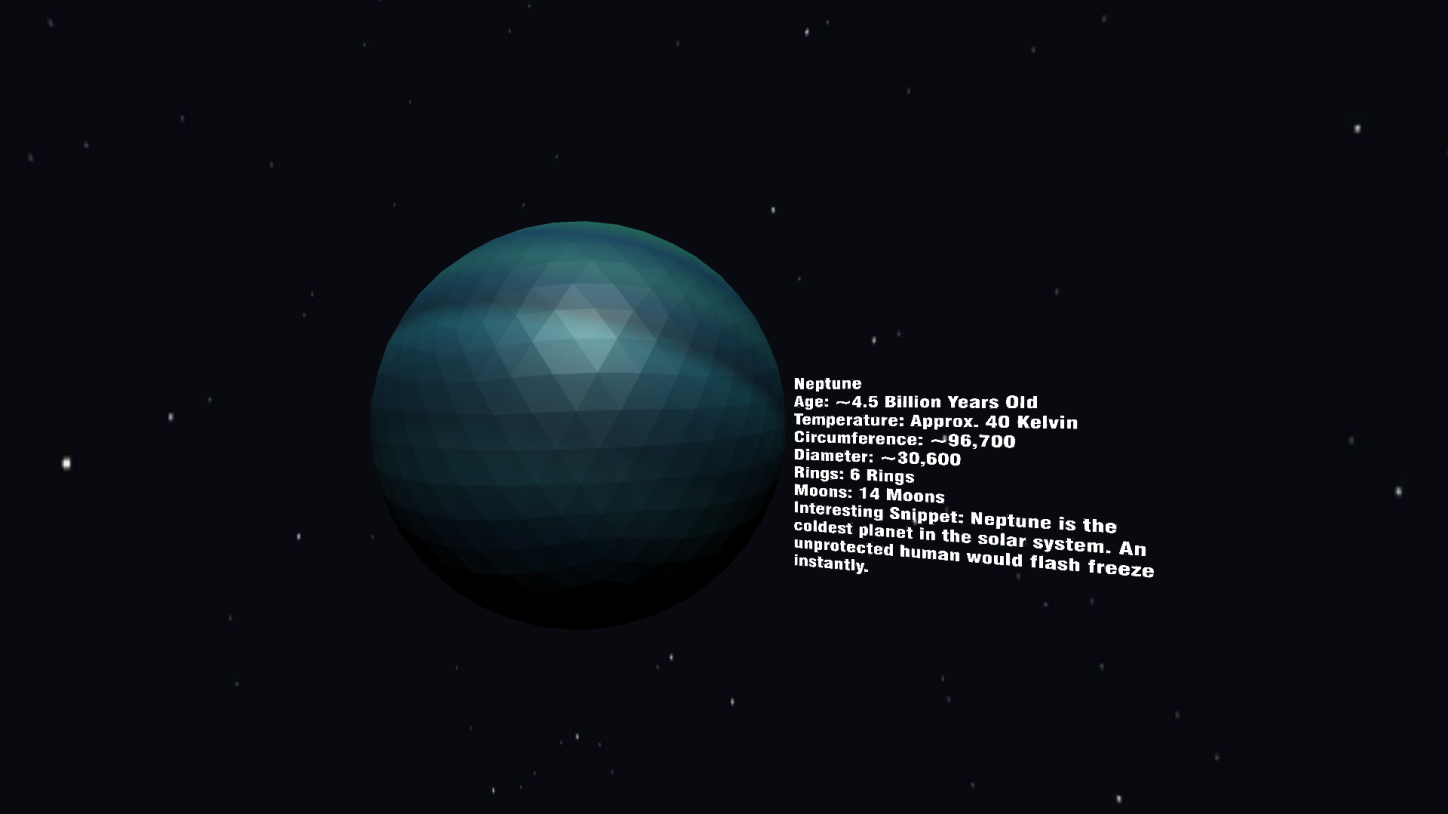 Neptune
Age: ~4.5 Billion Years Old
Temperature: Approx. 40 Kelvin
Circumference: ~96,700
Diameter: ~30,600
Rings: 6 Rings
Moons: 14 Moons
Interesting Snippet: Neptune is the
coldest planet in the solar system. An
unprotected human would flash freeze
instantly.